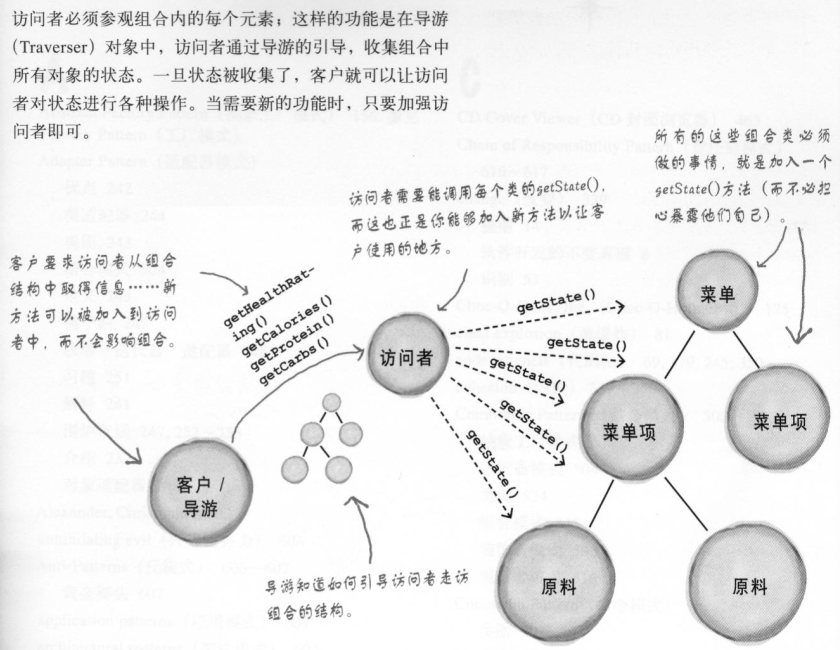 访问者必须参观组合内的每个元素；这样的功能是在导游
（Traverser）对象中，访问者通过导游的引导，收集组合中
所有对象的状态。一旦状态被收集了，客户就可以让访问
者对状态进行各种操作。当需要新的功能时，只要加强访
问者即可。
所有的这些组合类必须
做的事情，就是加入一个
getState()方法（而不必担
心暴露他们自己）。
访问者需要能调用每个类的getState()，
而这也正是你能够加入新方法以让客
户使用的地方。
客户要求访问者从组合
结构中取得信息……新
方法可以被加入到访问
者中，而不会影响组合。
getHealthRat-
ing()
getCalories()
getProtein()
getCarbs()
访问者
getState()
getState()
getState()
getState()
getState()
菜单
菜单项
菜单项
客户 /
导游
原料
原料
导游知道如何引导访问者走访
组合的结构。